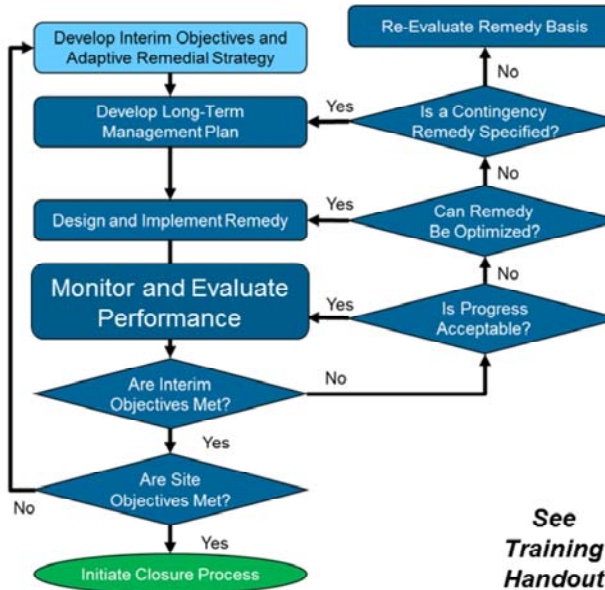 Develop Interim Objectives and
Adaptive Remedial Strategy
Re-Evaluate Remedy Basis
No
Develop Long-Term
Management Plan
Yes
Is a Contingency
Remedy Specified?
No
Design and Implement Remedy
Yes
Can Remedy
Be Optimized?
No
Monitor and Evaluate
Performance
Yes
Is Progress
Acceptable?
Are Interim
Objectives Met?
No
Yes
Are Site
Objectives Met?
No
Yes
Initiate Closure Process
See
Training
Handout